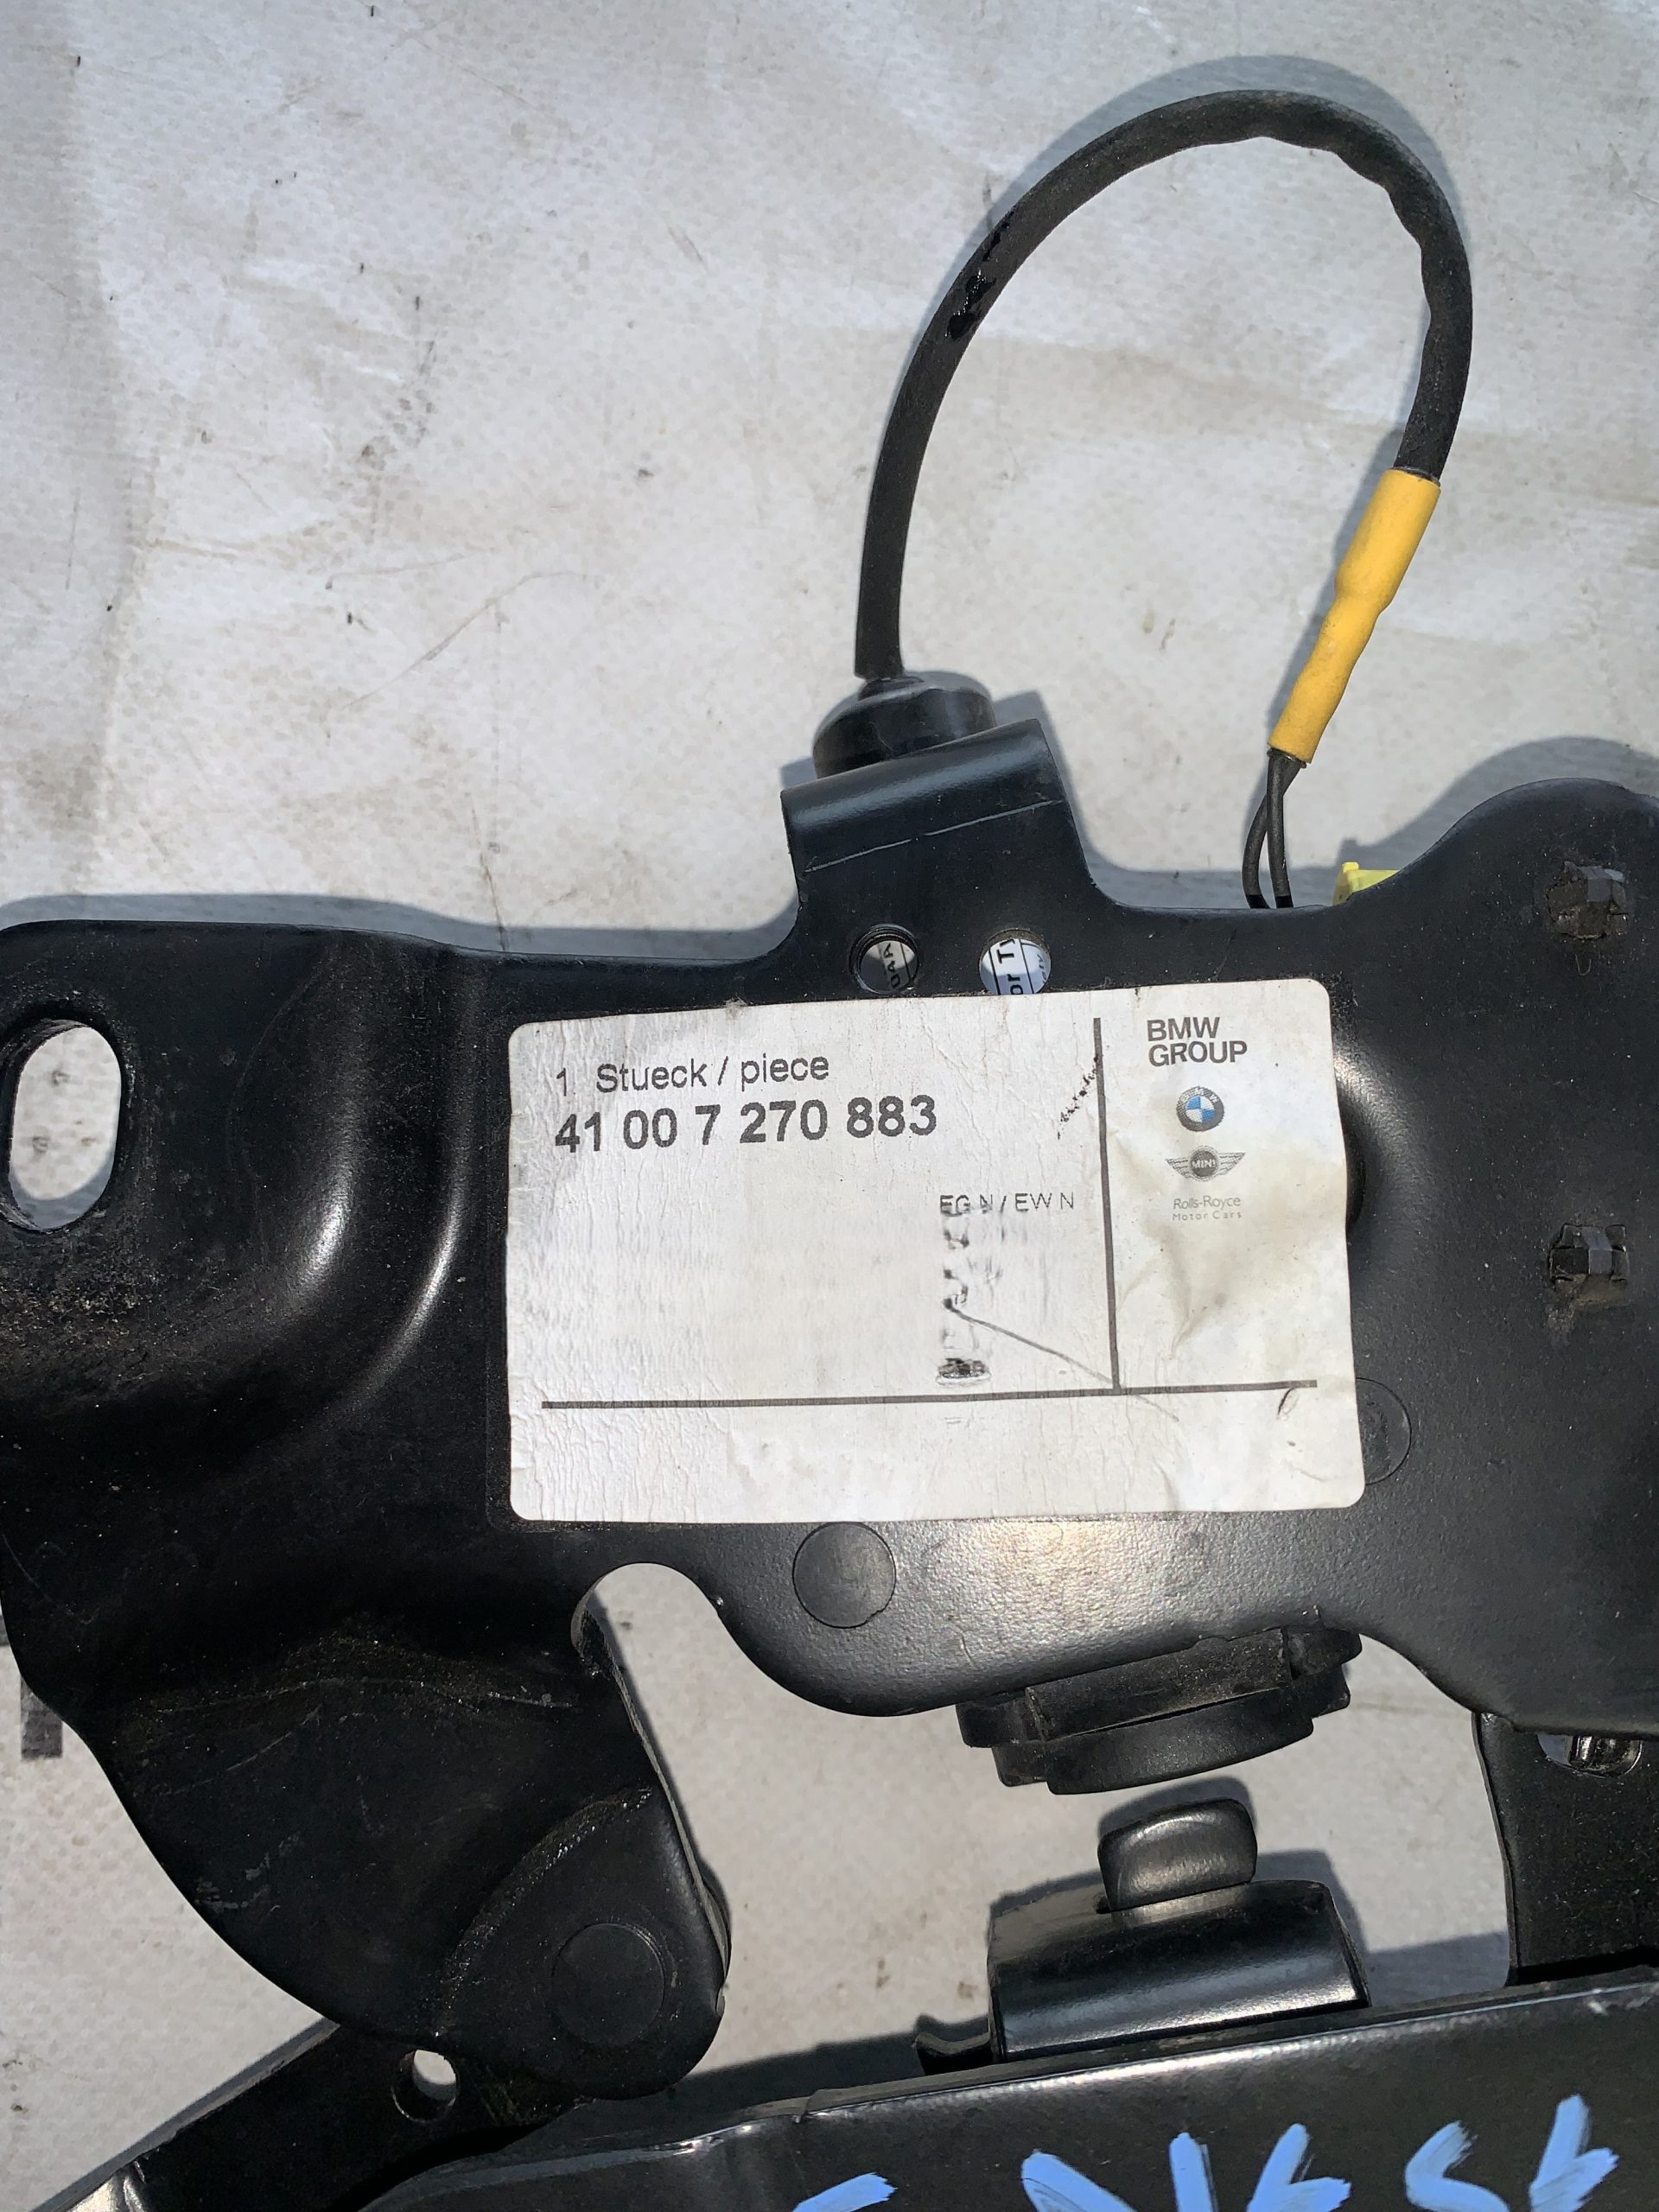 1 Stueck / piece
41 00 7 270 883
EG N / EW N
BMW
GROUP
MINI
Rolls-Royce
Motor Cars